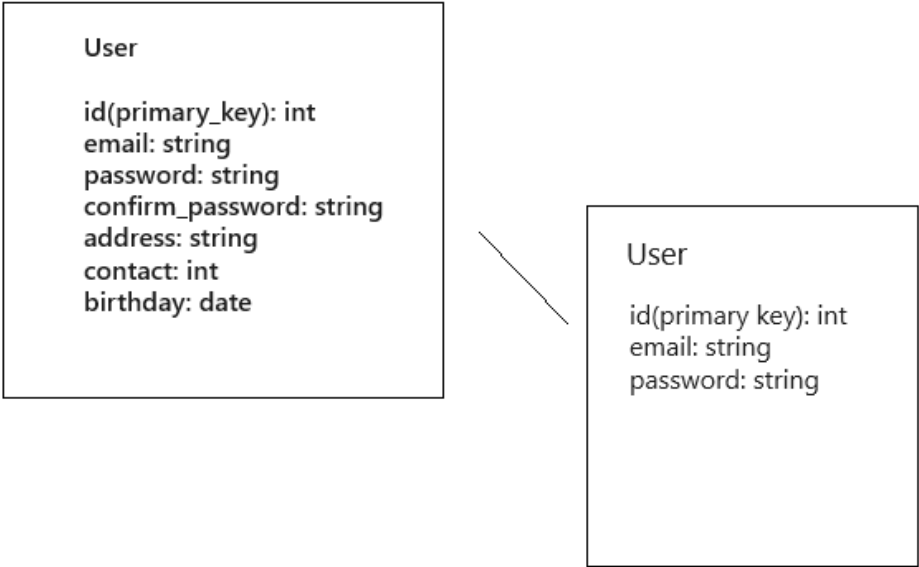 User
id(primary_key): int
email: string
password: string
confirm_password: string
address: string
contact: int
birthday: date
User
id(primary key): int
email: string
password: string